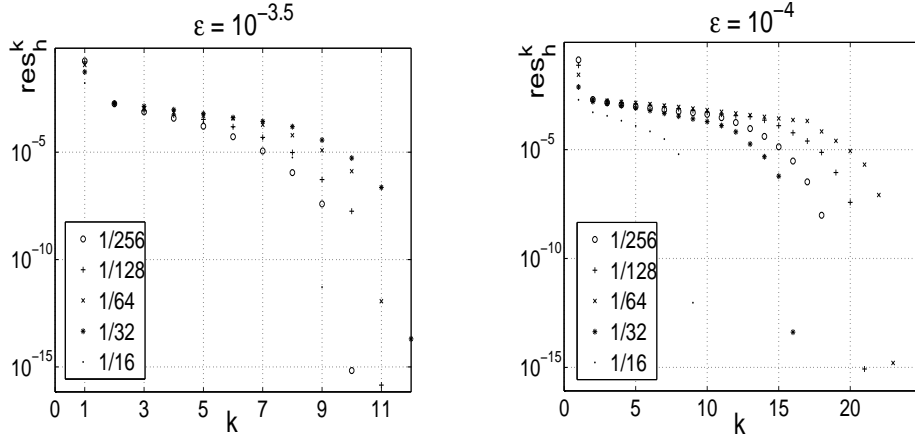 ε = 10^-3.5
res_h^k
10^-5
10^-10
10^-15
1/256
1/128
1/64
1/32
1/16
1 3 5 7 9 11
k
ε = 10^-4
res_h^k
10^-5
10^-10
10^-15
1/256
1/128
1/64
1/32
1/16
0 5 10 15 20
k